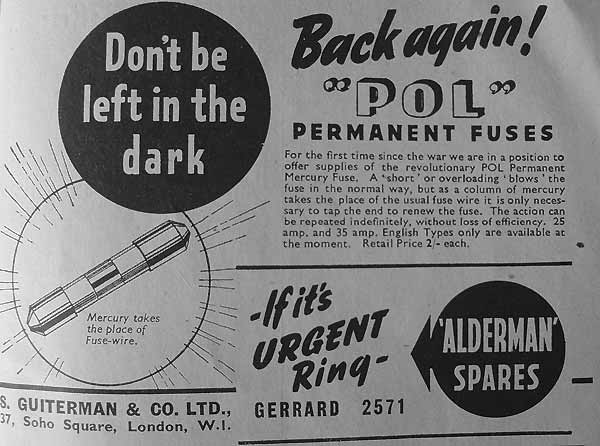 Don't be
left in the
dark
Mercury takes
the place of
Fuse-wire.
S. GUITERMAN & CO. LTD.,
37, Soho Square, London, W.I.
Back again!
"POL"
PERMANENT FUSES
For the first time since the war we are in a position to
offer supplies of the revolutionary POL Permanent
Mercury Fuse. A 'short' or overloading 'blows' the
fuse in the normal way, but as a column of mercury
takes the place of the usual fuse wire it is only neces-
sary to tap the end to renew the fuse. The action can
be repeated indefinitely, without loss of efficiency. 25
amp. and 35 amp. English Types only are available at
the moment. Retail Price 2/- each.
-If it's
URGENT
Ring-
GERRARD 2571
'ALDERMAN'
SPARES